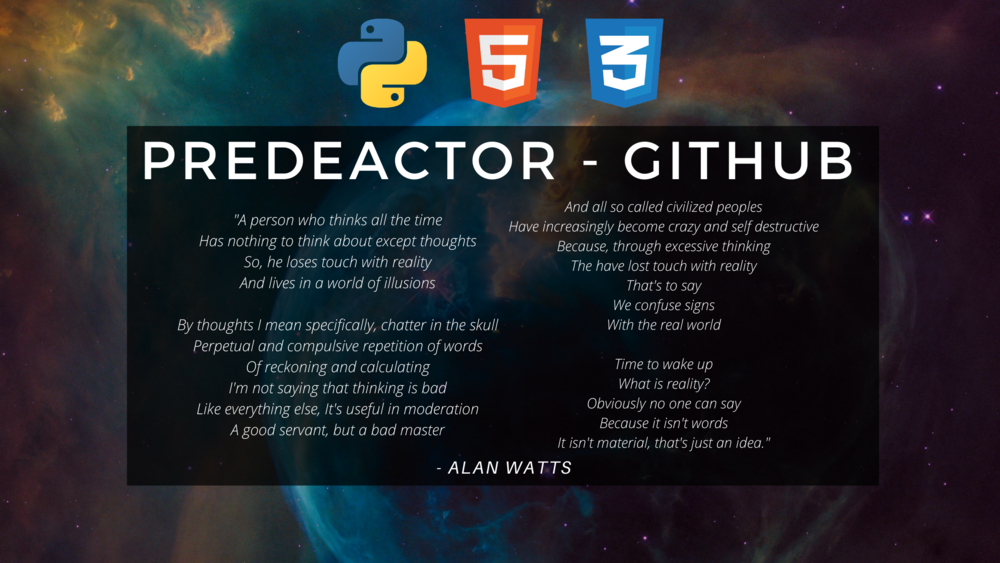 5 3
PREDEACTOR - GITHUB
"A person who thinks all the time
Has nothing to think about except thoughts
So, he loses touch with reality
And lives in a world of illusions
By thoughts I mean specifically, chatter in the skull
Perpetual and compulsive repetition of words
Of reckoning and calculating
I'm not saying that thinking is bad
Like everything else, It's useful in moderation
A good servant, but a bad master
And all so called civilized peoples
Have increasingly become crazy and self destructive
Because, through excessive thinking
The have lost touch with reality
That's to say
We confuse signs
With the real world
Time to wake up
What is reality?
Obviously no one can say
Because it isn't words
It isn't material, that's just an idea."
- ALAN WATTS